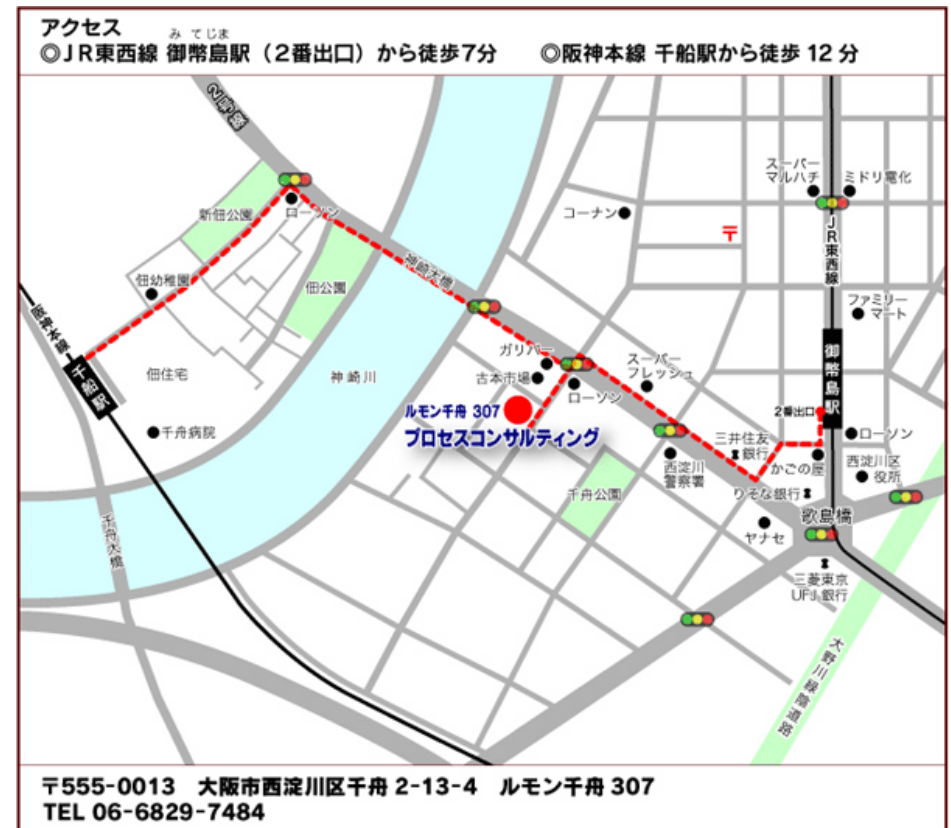 アクセス
み て じま
◎JR東西線 御幣島駅（２番出口）から徒歩7分　◎阪神本線 千船駅から徒歩 12 分
2号線
スーパー
マルハチ
ミドリ電化
ローソン
新佃公園
コーナン
〒
JR東西線
神崎大橋
佃幼稚園
佃公園
ファミリー
マート
阪神本線
千船駅
佃住宅
神崎川
ガリバー
古本市場
スーパー
フレッシュ
ローソン
御幣島駅
2番出口
ルモン千舟 307
プロセスコンサルティング
千舟病院
三井住友
銀行
ローソン
西淀川
警察署
かごの屋
西淀川区
役所
千舟公園
りそな銀行
歌島橋
ヤナセ
千舟大橋
三菱東京
UFJ 銀行
大野川緑陰道路
〒555-0013　大阪市西淀川区千舟 2-13-4　ルモン千舟 307
TEL 06-6829-7484